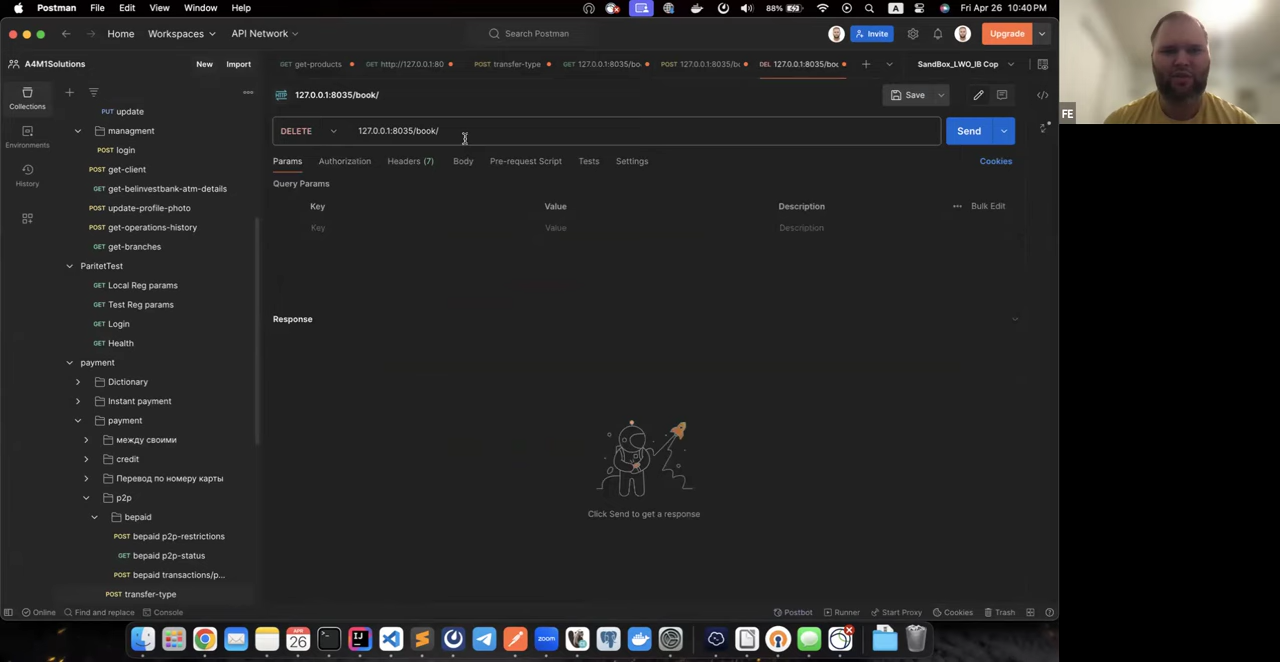 Postman File Edit View Window Help
88% Fri Apr 26 10:40 PM
Home Workspaces API Network Search Postman Invite Upgrade
A4M1Solutions New Import
get-products http://127.0.0.1:80 transfer-type GET 127.0.0.1:8035/bo POST 127.0.0.1:8035/b DEL 127.0.0.1:8035/boo SandBox_LWO_IB Cop
Collections
Environments
History
update
managment
POST login
GET get-client
GET get-belinvestbank-atm-details
POST update-profile-photo
POST get-operations-history
GET get-branches
ParitetTest
GET Local Reg params
GET Test Reg params
GET Login
GET Health
payment
Dictionary
Instant payment
payment
между своими
credit
Перевод по номеру карты
p2p
bepaid
POST bepaid p2p-restrictions
GET bepaid p2p-status
POST bepaid transactions/p...
POST transfer-type
HTTP 127.0.0.1:8035/book/ Save
DELETE 127.0.0.1:8035/book/ Send
Params Authorization Headers (7) Body Pre-request Script Tests Settings Cookies
Query Params
Key Value Description Bulk Edit
Key Value Description
Response
Click Send to get a response
Online Find and replace Console Postbot Runner Start Proxy Cookies Trash
26
zoom
FE